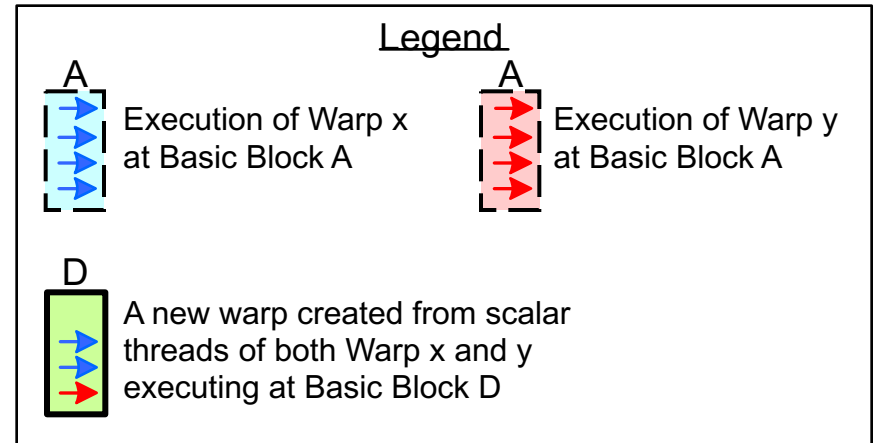 Legend
A
Execution of Warp x
at Basic Block A
A
Execution of Warp y
at Basic Block A
D
A new warp created from scalar
threads of both Warp x and y
executing at Basic Block D